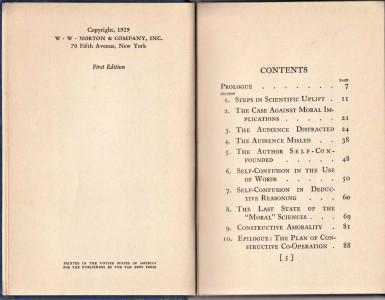 Copyright, 1929
W · W · NORTON & COMPANY, INC.
70 Fifth Avenue, New York
First Edition
PRINTED IN THE UNITED STATES OF AMERICA
FOR THE PUBLISHERS BY THE VAN REES PRESS
CONTENTS
PAGE
Prologue . . . . . . . 7
SECTION
1. Steps in Scientific Uplift . 11
2. The Case Against Moral Im-
plications . . . . . . 21
3. The Audience Distracted 24
4. The Audience Misled . . 38
5. The Author Self-Con-
founded . . . . . 48
6. Self-Confusion in the Use
of Words . . . . . 50
7. Self-Confusion in Deduc-
tive Reasoning . . . . 60
8. The Last State of the
"Moral" Sciences . . . 69
9. Constructive Amorality . 81
10. Epilogue: The Plan of Con-
structive Co-Operation . 88
[ 5 ]